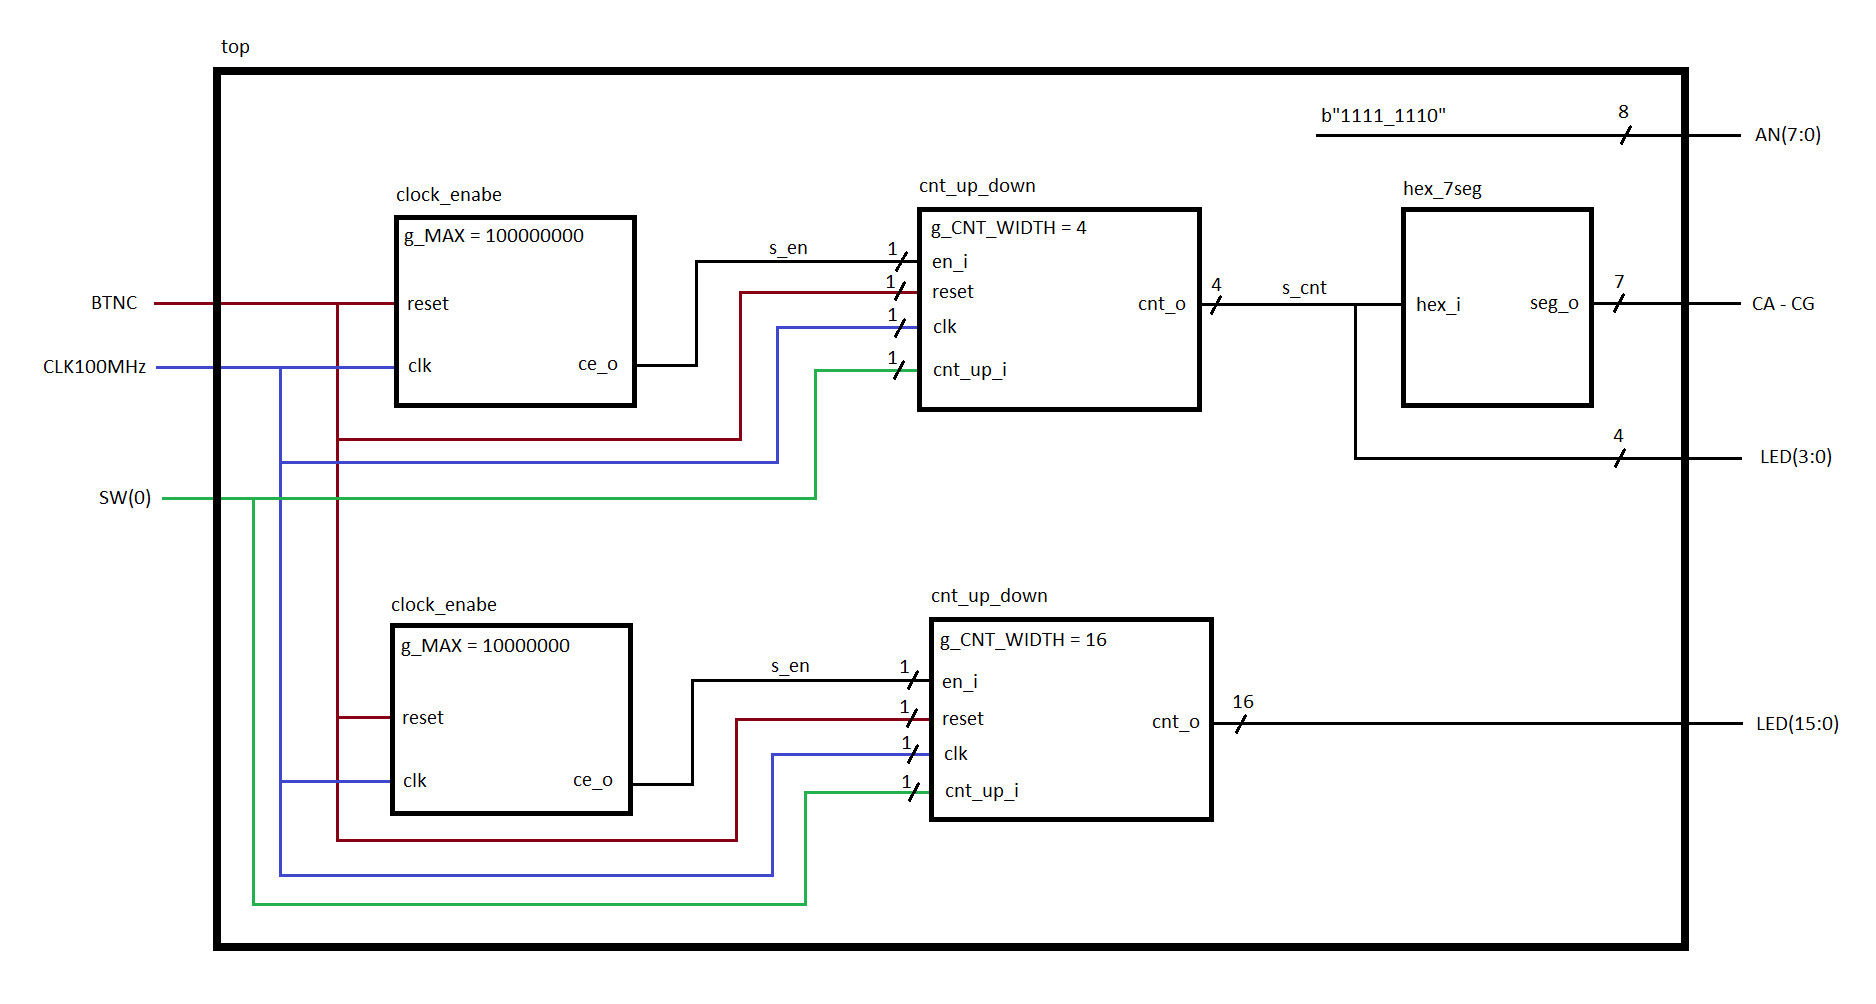 top
b"1111_1110"
8
AN(7:0)
clock_enabe
g_MAX = 100000000
reset
clk
ce_o
s_en
cnt_up_down
g_CNT_WIDTH = 4
1
en_i
1
reset
1
clk
1
cnt_up_i
cnt_o
4
s_cnt
hex_7seg
hex_i
seg_o
7
CA - CG
4
LED(3:0)
BTNC
CLK100MHz
SW(0)
clock_enabe
g_MAX = 10000000
reset
clk
ce_o
s_en
cnt_up_down
g_CNT_WIDTH = 16
1
en_i
1
reset
1
clk
1
cnt_up_i
cnt_o
16
LED(15:0)